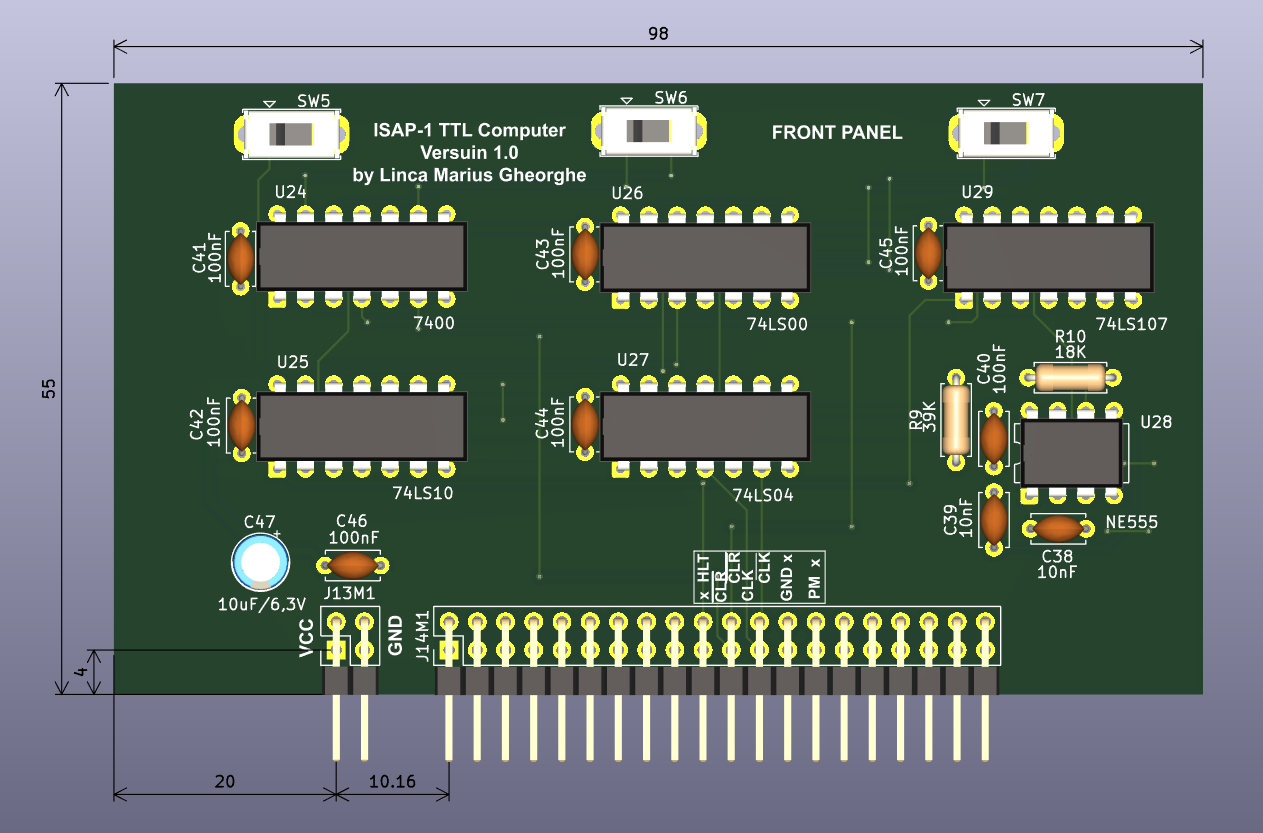 98
SW5
SW6
SW7
ISAP-1 TTL Computer
Versuin 1.0
by Linca Marius Gheorghe
FRONT PANEL
U24
U26
U29
C41
100nF
C43
100nF
C45
100nF
7400
74LS00
74LS107
55
U25
U27
R10
18K
C40
100nF
R9
39K
U28
C42
100nF
C44
100nF
74LS10
74LS04
C39
10nF
NE555
C47
+
10uF/6,3V
C46
100nF
C38
10nF
x HLT
CLR
CLR
CLK
CLK
GND x
PM x
J13M1
VCC
GND
J14M1
4
20
10.16